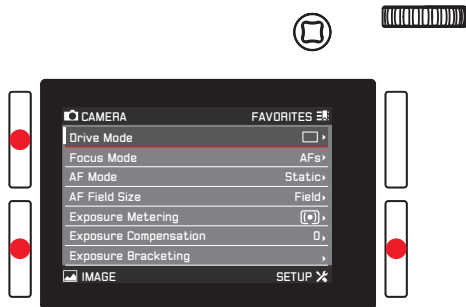 CAMERA FAVORITES
Drive Mode
Focus Mode AFs
AF Mode Static
AF Field Size Field
Exposure Metering
Exposure Compensation 0
Exposure Bracketing
IMAGE SETUP